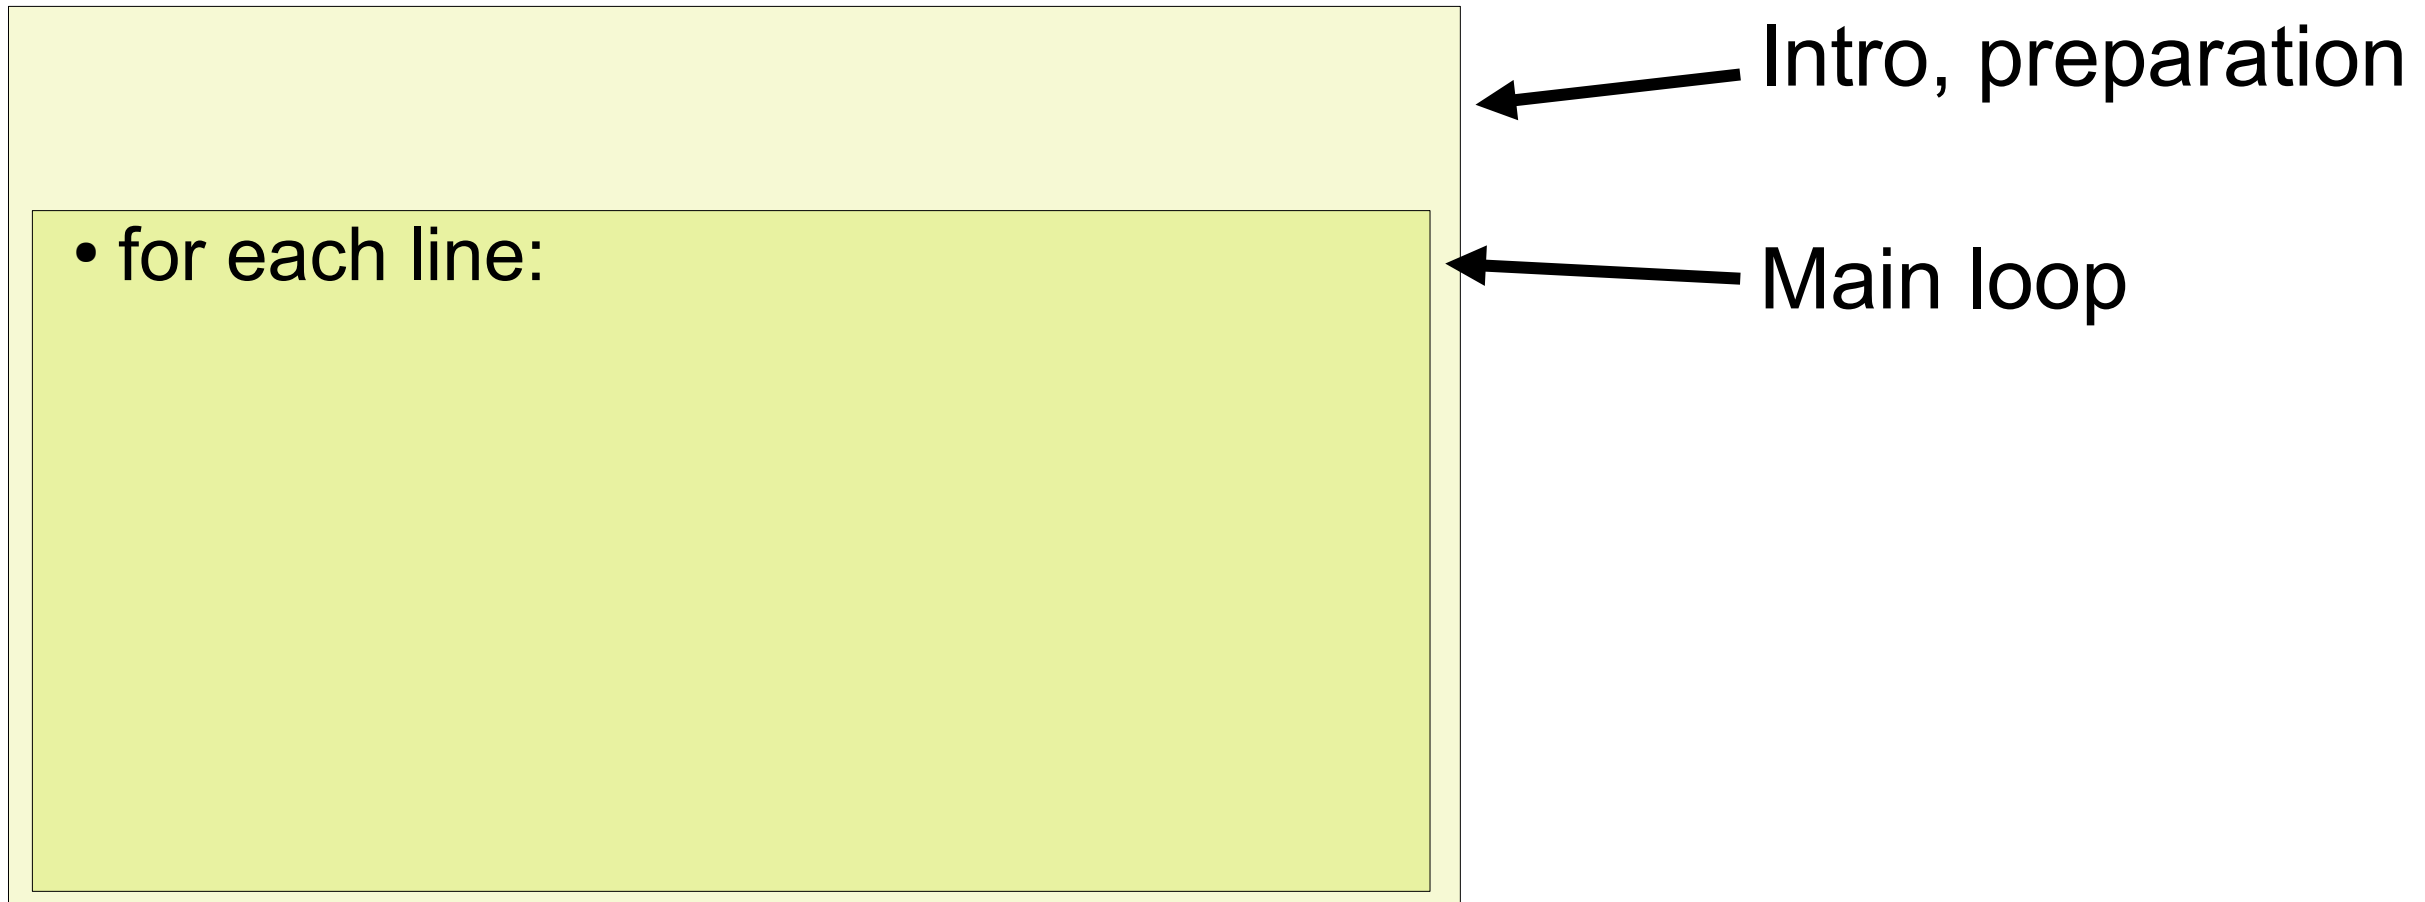 Intro, preparation
• for each line:
Main loop